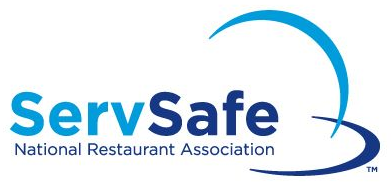 ServSafe
National Restaurant Association
TM